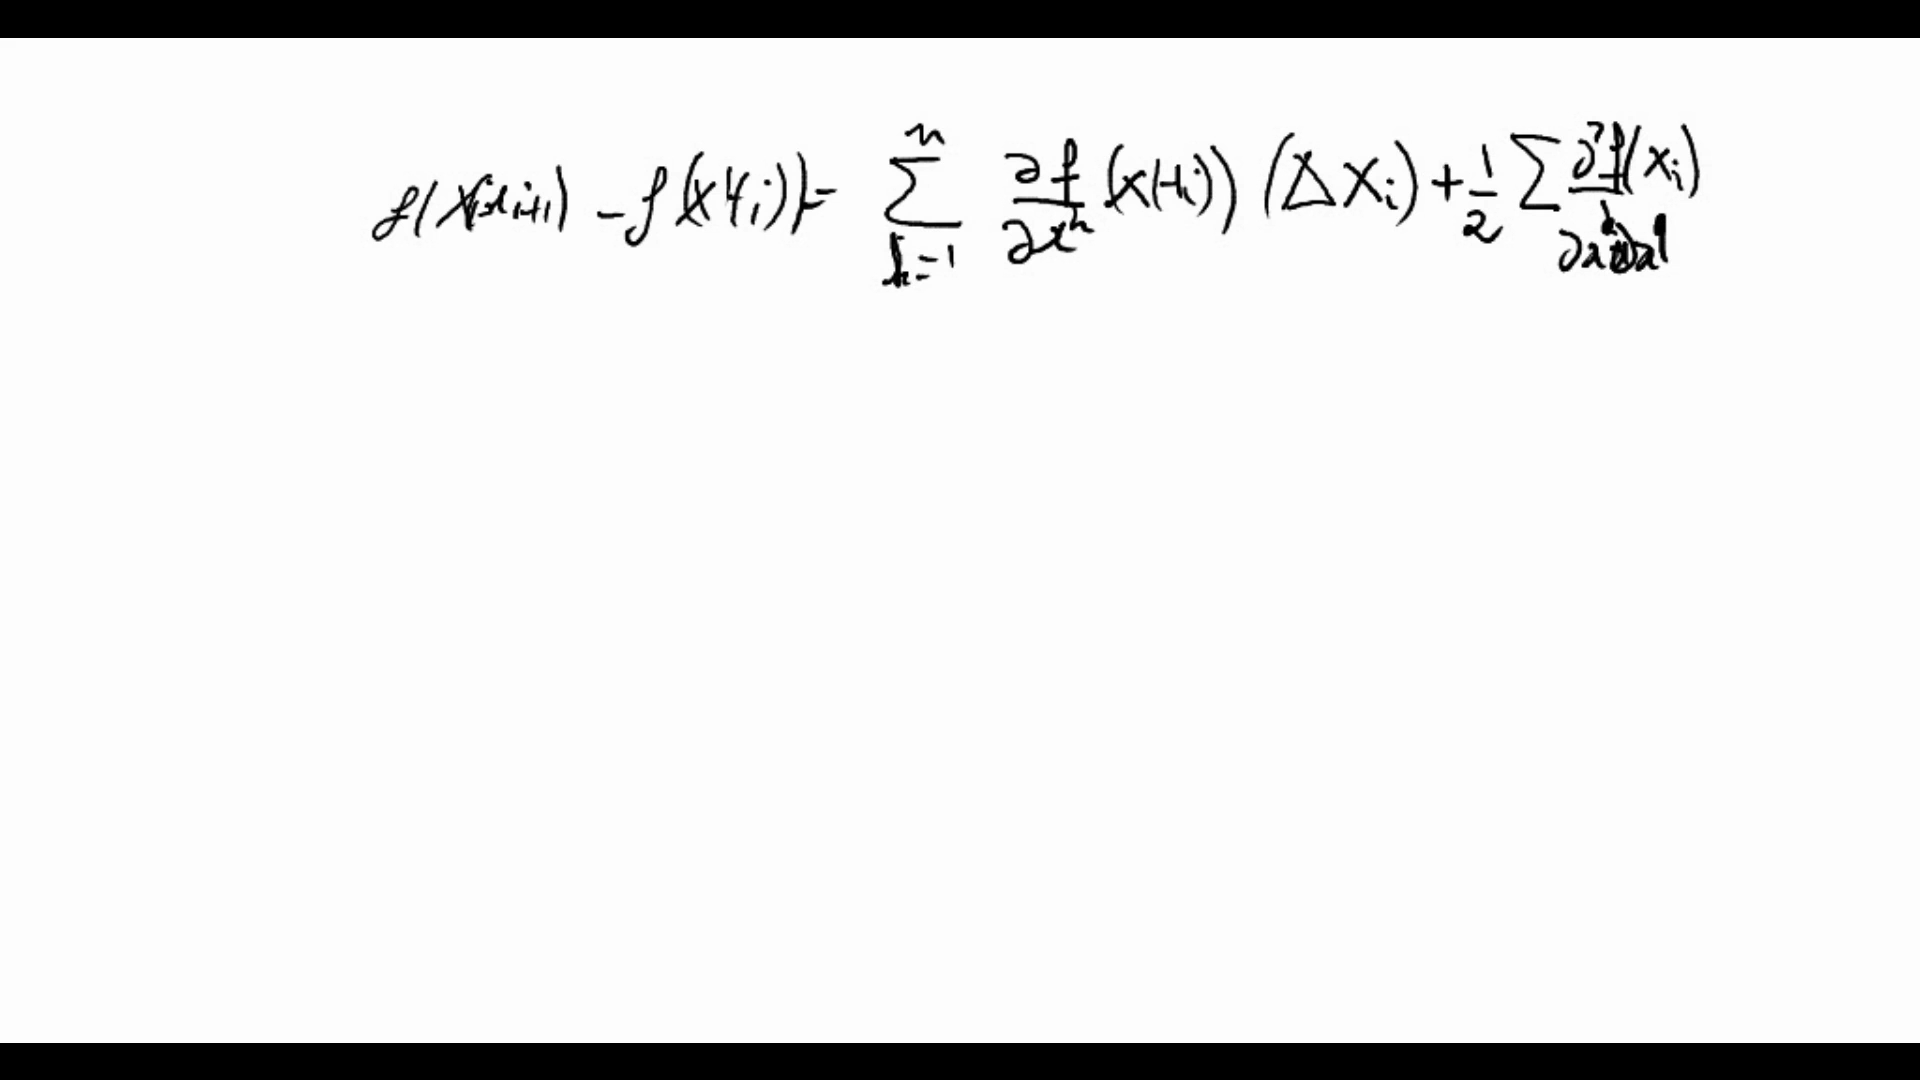 f(X(t_{i+1})) - f(X(t_i)) = \sum_{k=1}^{n} \frac{\partial f}{\partial x^k} (X(t_i)) (\Delta X_i) + \frac{1}{2} \sum \frac{\partial^2 f(X_i)}{\partial x^k \partial x^l}